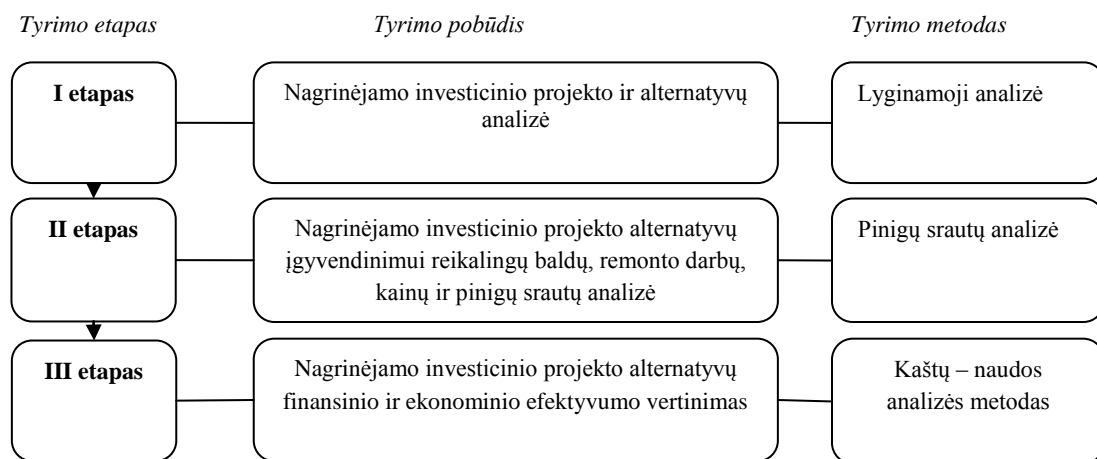 Tyrimo etapas
Tyrimo pobūdis
Tyrimo metodas
I etapas
Nagrinėjamo investicinio projekto ir alternatyvų
analizė
Lyginamoji analizė
II etapas
Nagrinėjamo investicinio projekto alternatyvų
įgyvendinimui reikalingų baldų, remonto darbų,
kainų ir pinigų srautų analizė
Pinigų srautų analizė
III etapas
Nagrinėjamo investicinio projekto alternatyvų
finansinio ir ekonominio efektyvumo vertinimas
Kaštų – naudos
analizės metodas